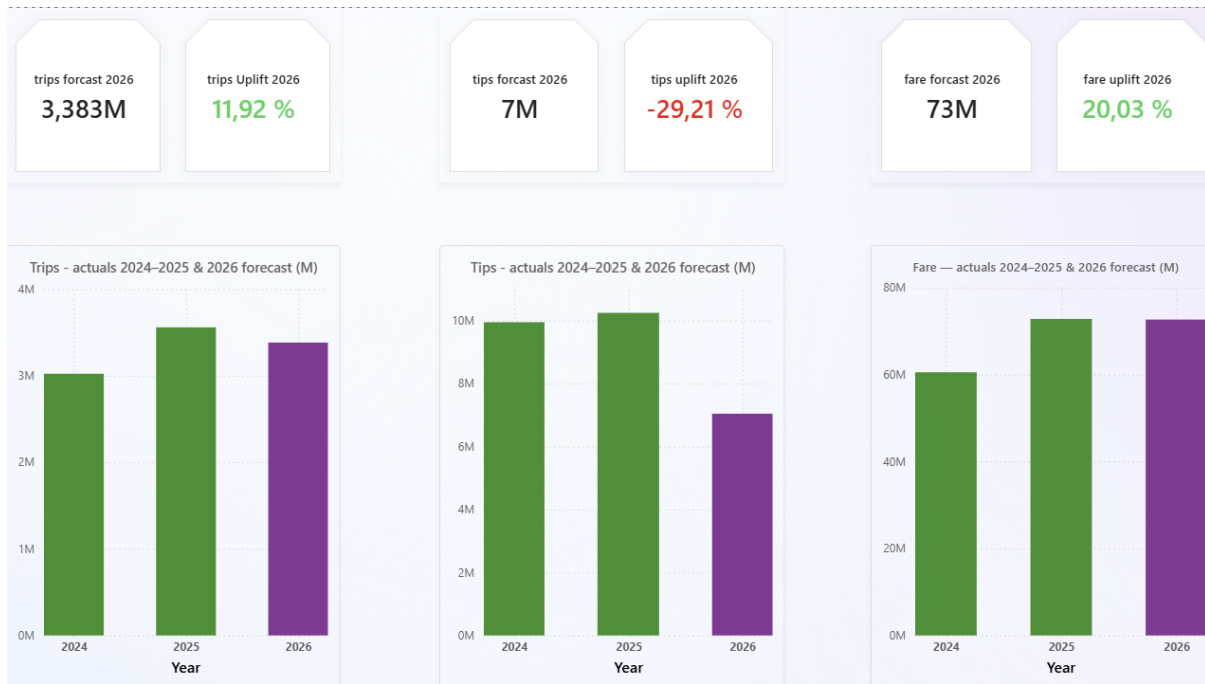 trips forcast 2026
3,383M
trips Uplift 2026
11,92 %
tips forcast 2026
7M
tips uplift 2026
-29,21 %
fare forcast 2026
73M
fare uplift 2026
20,03 %
Trips - actuals 2024–2025 & 2026 forecast (M)
4M
3M
2M
1M
0M
2024 2025 2026
Year
Tips - actuals 2024–2025 & 2026 forecast (M)
10M
8M
6M
4M
2M
0M
2024 2025 2026
Year
Fare — actuals 2024–2025 & 2026 forecast (M)
80M
60M
40M
20M
0M
2024 2025 2026
Year